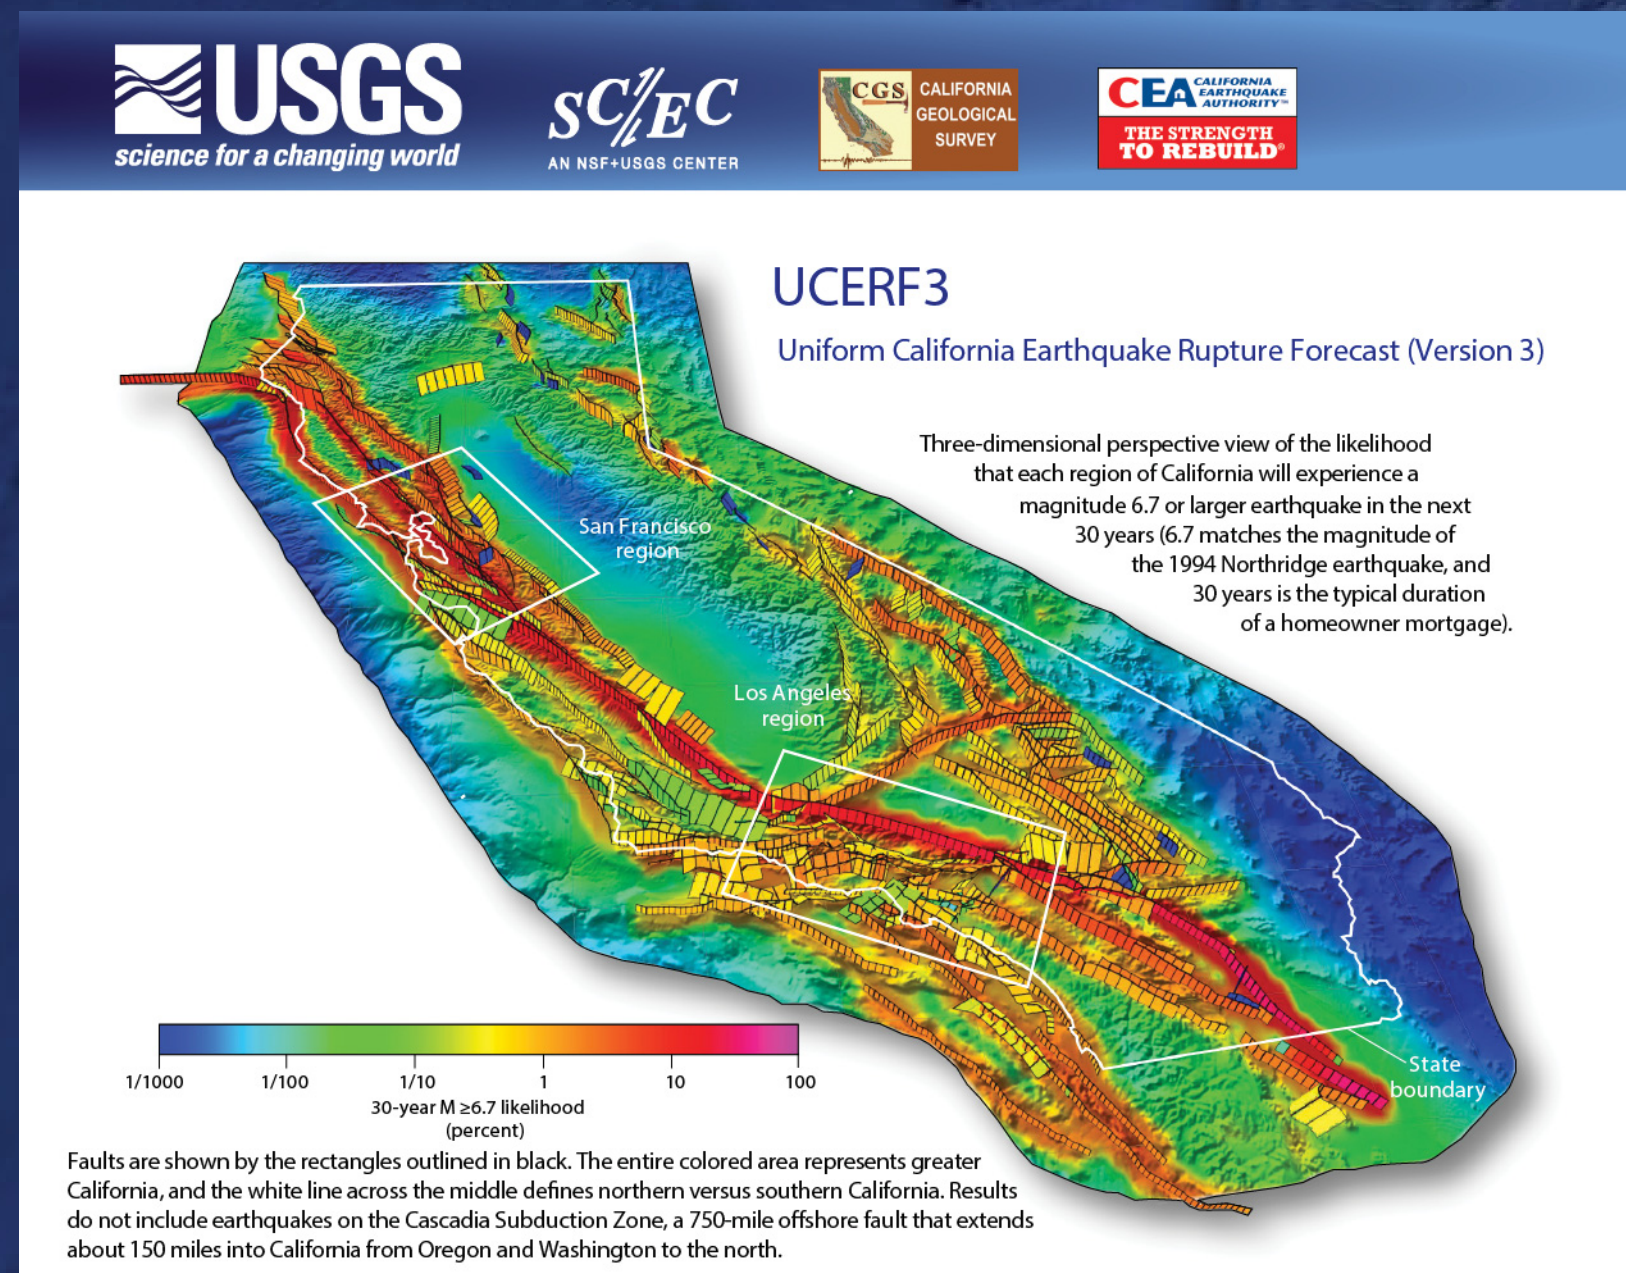 USGS
science for a changing world
SC//EC
AN NSF+USGS CENTER
CGS
CALIFORNIA
GEOLOGICAL
SURVEY
CEA
CALIFORNIA
EARTHQUAKE
AUTHORITY™
THE STRENGTH
TO REBUILD®
UCERF3
Uniform California Earthquake Rupture Forecast (Version 3)
Three-dimensional perspective view of the likelihood
that each region of California will experience a
magnitude 6.7 or larger earthquake in the next
30 years (6.7 matches the magnitude of
the 1994 Northridge earthquake, and
30 years is the typical duration
of a homeowner mortgage).
San Francisco
region
Los Angeles
region
State
boundary
1/1000 1/100 1/10 1 10 100
30-year M ≥6.7 likelihood
(percent)
Faults are shown by the rectangles outlined in black. The entire colored area represents greater
California, and the white line across the middle defines northern versus southern California. Results
do not include earthquakes on the Cascadia Subduction Zone, a 750-mile offshore fault that extends
about 150 miles into California from Oregon and Washington to the north.